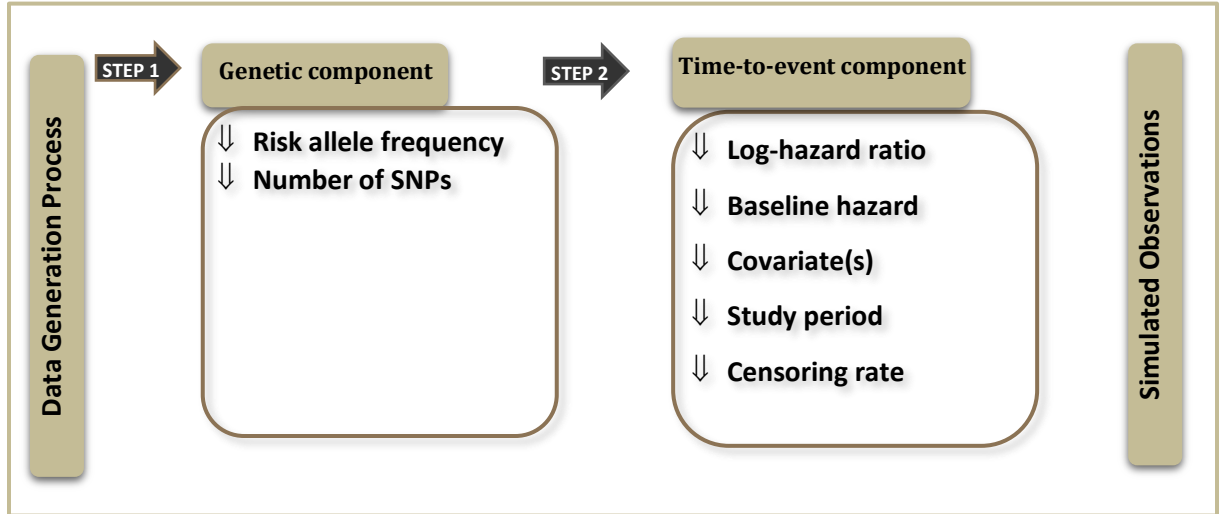 Data Generation Process
STEP 1
Genetic component
⇓ Risk allele frequency
⇓ Number of SNPs
STEP 2
Time-to-event component
⇓ Log-hazard ratio
⇓ Baseline hazard
⇓ Covariate(s)
⇓ Study period
⇓ Censoring rate
Simulated Observations